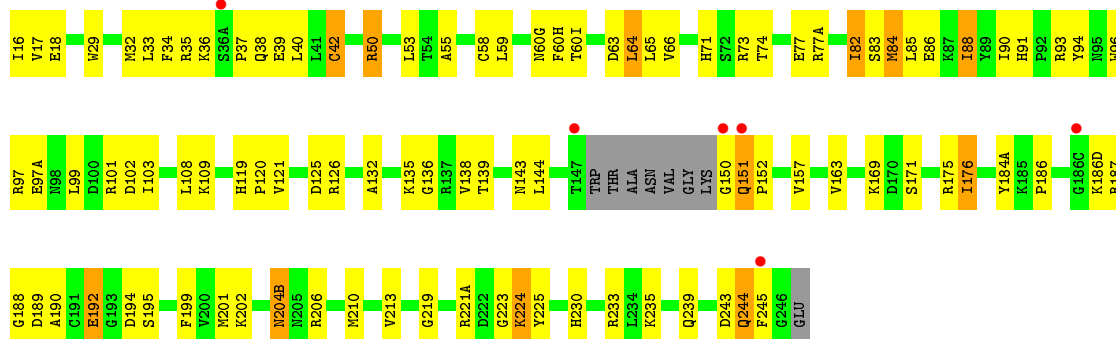 I16 V17 E18 W29 M32 L33 F34 R35 K36 S36A P37 Q38 E39 L40 L41 C42 R50 L53 T54 A55 C58 L59 N60G F60H T60I D63 L64 L65 V66 H71 S72 R73 T74 E77 R77A I82 S83 M84 L85 E86 K87 I88 Y89 I90 H91 P92 R93 Y94 N95 W96
R97 E97A N98 L99 D100 R101 D102 I103 L108 K109 H119 P120 V121 D125 R126 A132 K135 G136 R137 V138 T139 N143 L144 T147 TRP THR ALA ASN VAL GLY LYS G150 Q151 P152 V157 V163 K169 D170 S171 R175 I176 Y184A K185 P186 G186C K186D R187
G188 D189 A190 C191 E192 G193 D194 S195 F199 V200 M201 K202 N204B N205 R206 M210 V213 G219 R221A D222 G223 K224 Y225 H230 R233 L234 K235 Q239 D243 Q244 F245 G246 GLU